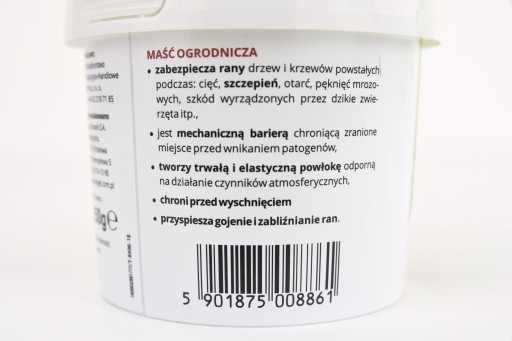 MAŚĆ OGRODNICZA
• zabezpiecza rany drzew i krzewów powstałych
podczas: cięć, szczepień, otarć, pęknięć mrozo-
wych, szkód wyrządzonych przez dzikie zwie-
rzęta itp.,
• jest mechaniczną barierą chroniącą zranione
miejsce przed wnikaniem patogenów,
• tworzy trwałą i elastyczną powłokę odporną
na działanie czynników atmosferycznych,
• chroni przed wyschnięciem
• przyspiesza gojenie i zabliźnianie ran.
5 901875 008861